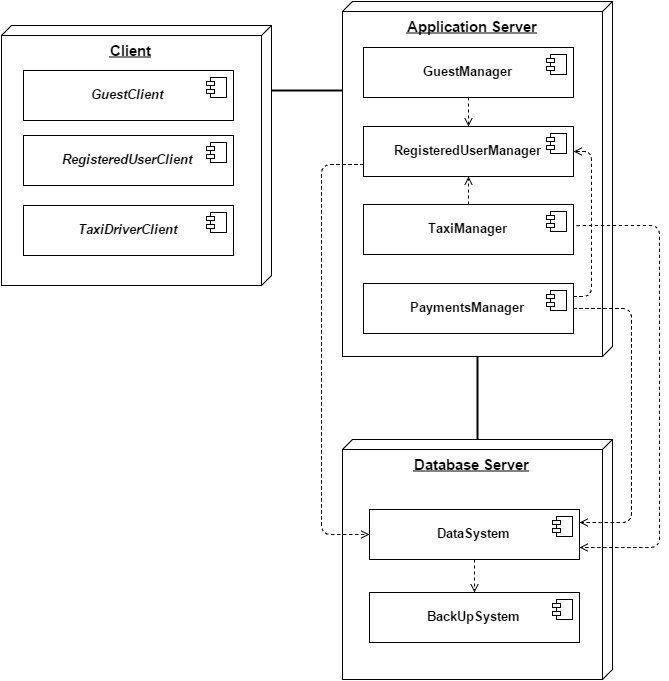 Client
GuestClient
RegisteredUserClient
TaxiDriverClient
Application Server
GuestManager
RegisteredUserManager
TaxiManager
PaymentsManager
Database Server
DataSystem
BackUpSystem